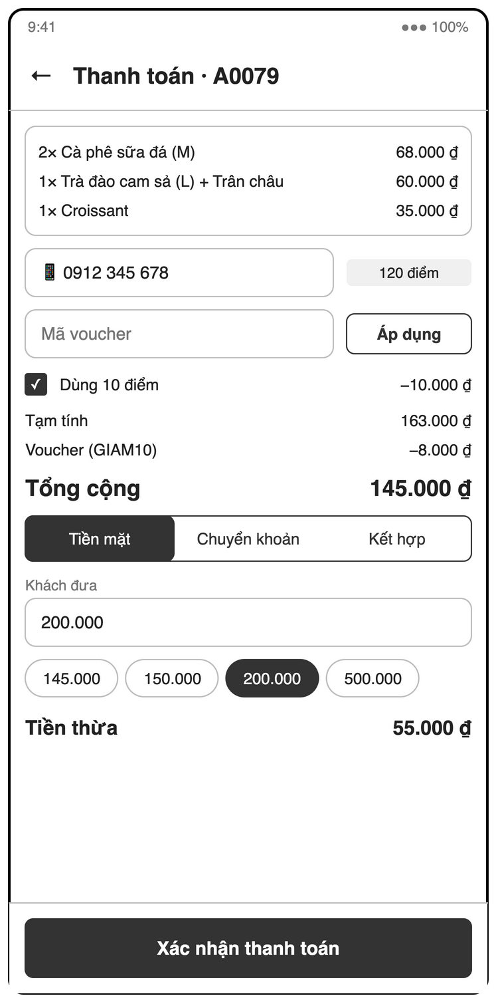 9:41 ●●● 100%
← Thanh toán · A0079
2× Cà phê sữa đá (M) 68.000 ₫
1× Trà đào cam sả (L) + Trân châu 60.000 ₫
1× Croissant 35.000 ₫
📱 0912 345 678 120 điểm
Mã voucher Áp dụng
✓ Dùng 10 điểm −10.000 ₫
Tạm tính 163.000 ₫
Voucher (GIAM10) −8.000 ₫
Tổng cộng 145.000 ₫
Tiền mặt Chuyển khoản Kết hợp
Khách đưa
200.000
145.000 150.000 200.000 500.000
Tiền thừa 55.000 ₫
Xác nhận thanh toán